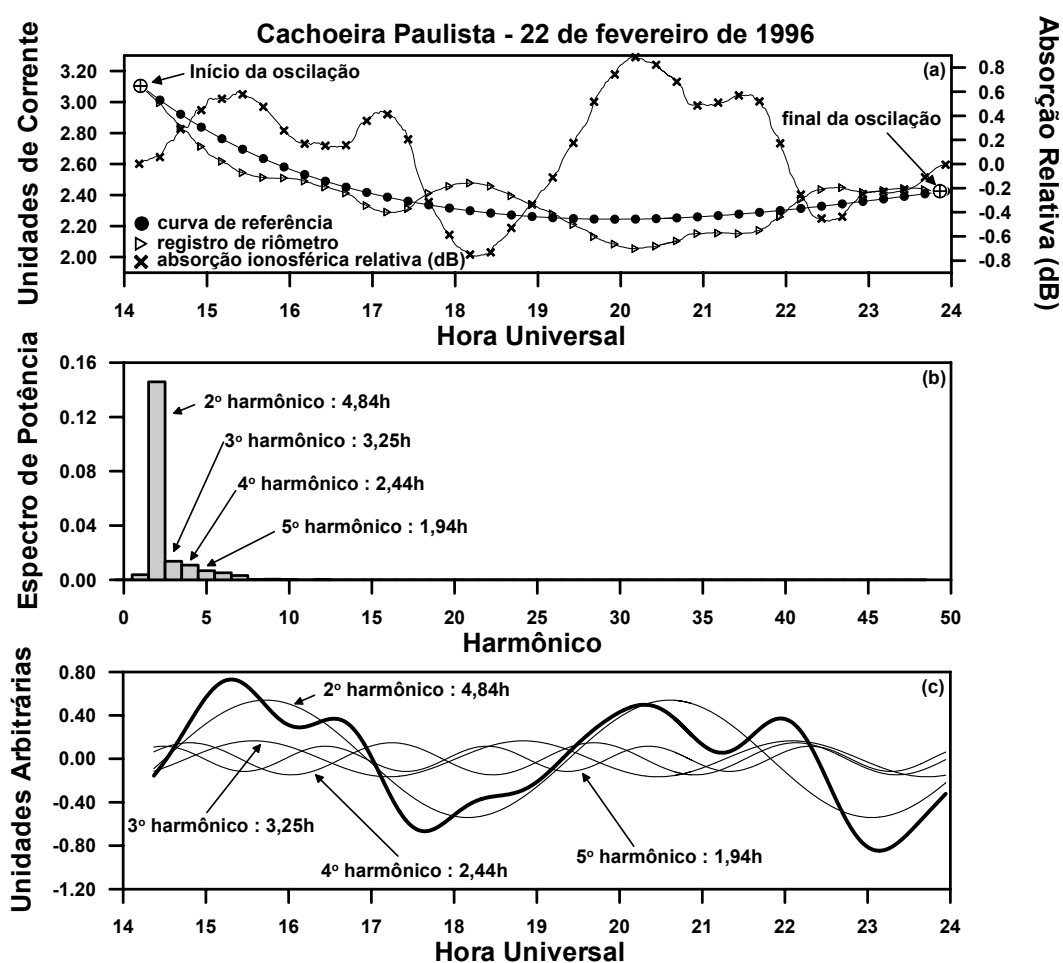 Cachoeira Paulista - 22 de fevereiro de 1996
Unidades de Corrente
Absorção Relativa (dB)
3.20
3.00
2.80
2.60
2.40
2.20
2.00
0.8
0.6
0.4
0.2
0.0
-0.2
-0.4
-0.6
-0.8
(a)
Início da oscilação
final da oscilação
curva de referência
registro de riômetro
absorção ionosférica relativa (dB)
14 15 16 17 18 19 20 21 22 23 24
Hora Universal
Espectro de Potência
0.16
0.12
0.08
0.04
0.00
(b)
2º harmônico : 4,84h
3º harmônico : 3,25h
4º harmônico : 2,44h
5º harmônico : 1,94h
0 5 10 15 20 25 30 35 40 45 50
Harmônico
Unidades Arbitrárias
0.80
0.40
0.00
-0.40
-0.80
-1.20
(c)
2º harmônico : 4,84h
3º harmônico : 3,25h
4º harmônico : 2,44h
5º harmônico : 1,94h
14 15 16 17 18 19 20 21 22 23 24
Hora Universal